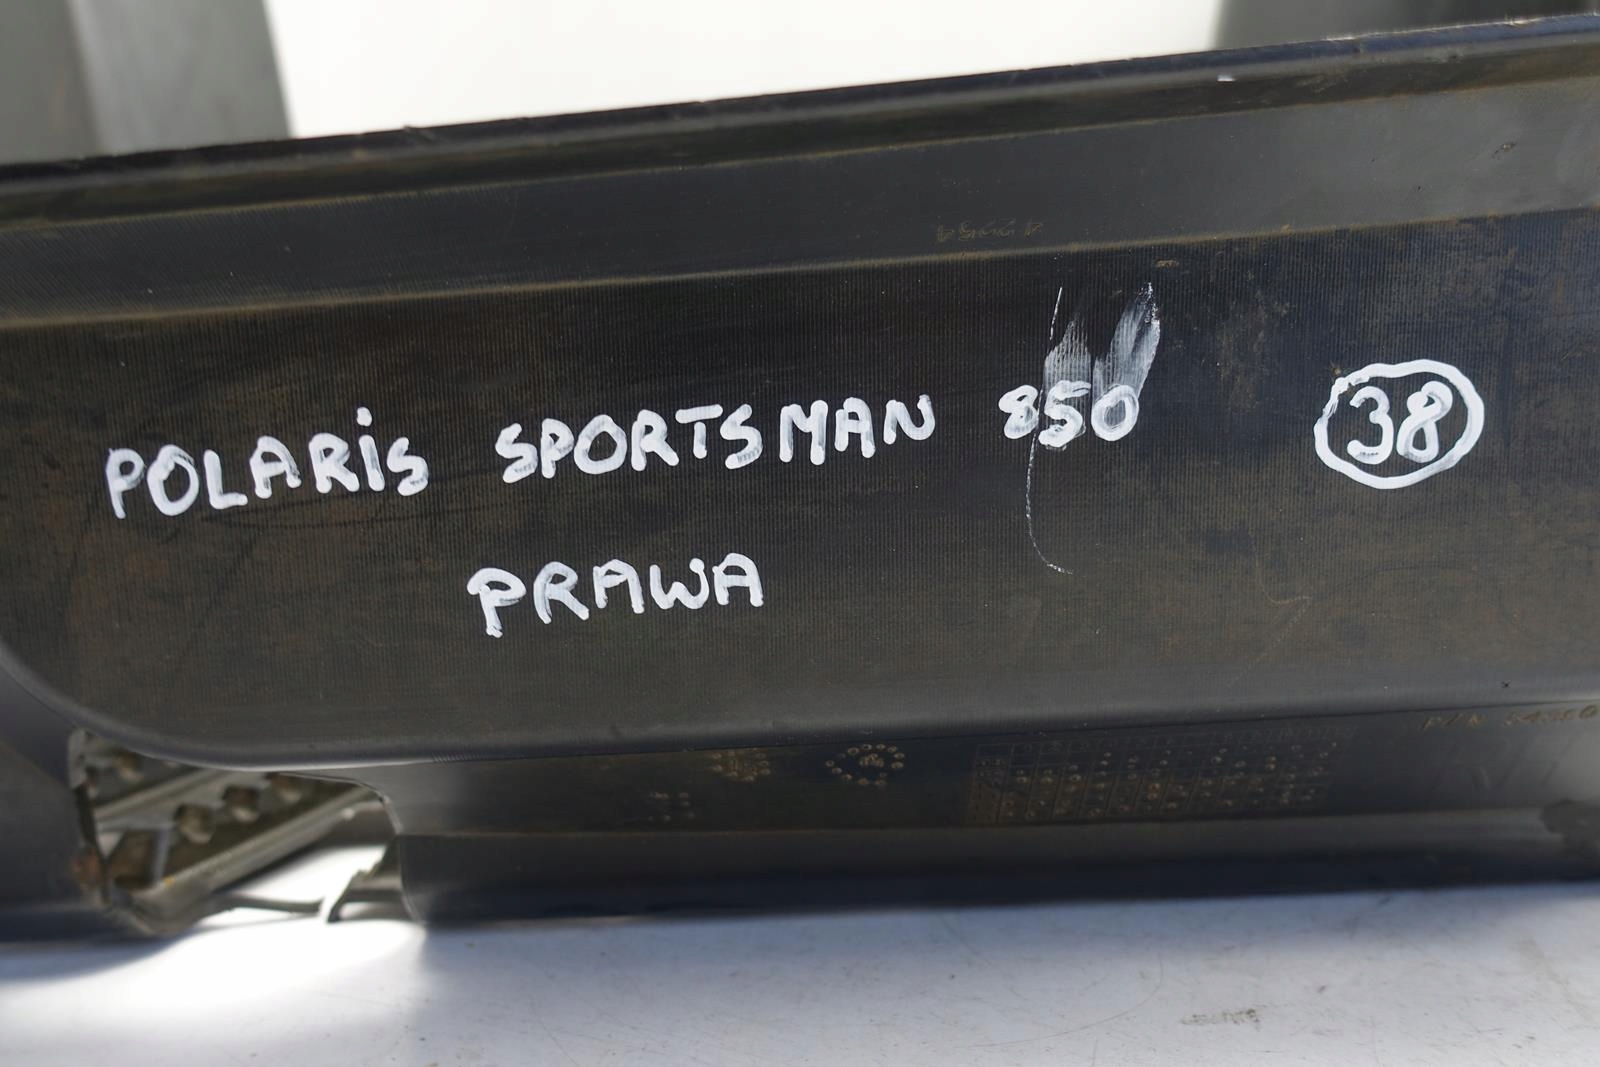 POLARiS SPORTSMAN 850 38
PRAWA